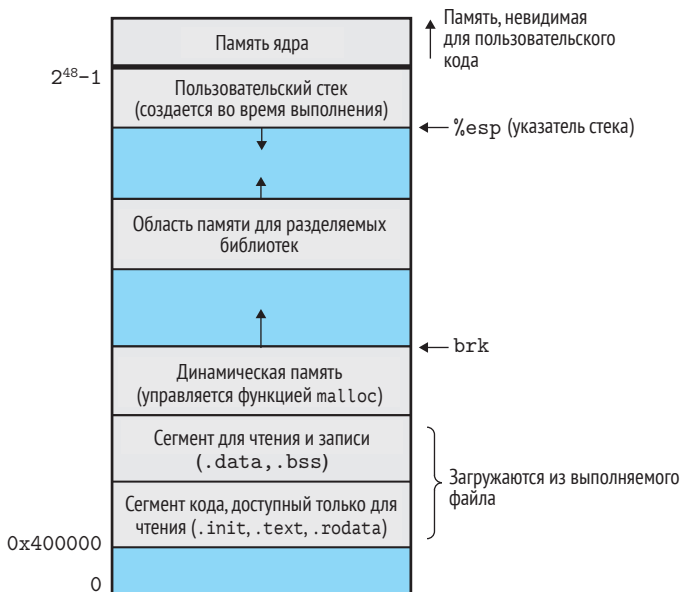 Память ядра
Память, невидимая
для пользовательского
кода
2⁴⁸–1
Пользовательский стек
(создается во время выполнения)
%esp (указатель стека)
Область памяти для разделяемых
библиотек
brk
Динамическая память
(управляется функцией malloc)
Сегмент для чтения и записи
(.data,.bss)
Загружаются из выполняемого
файла
Сегмент кода, доступный только для
чтения (.init,.text,.rodata)
0x400000
0